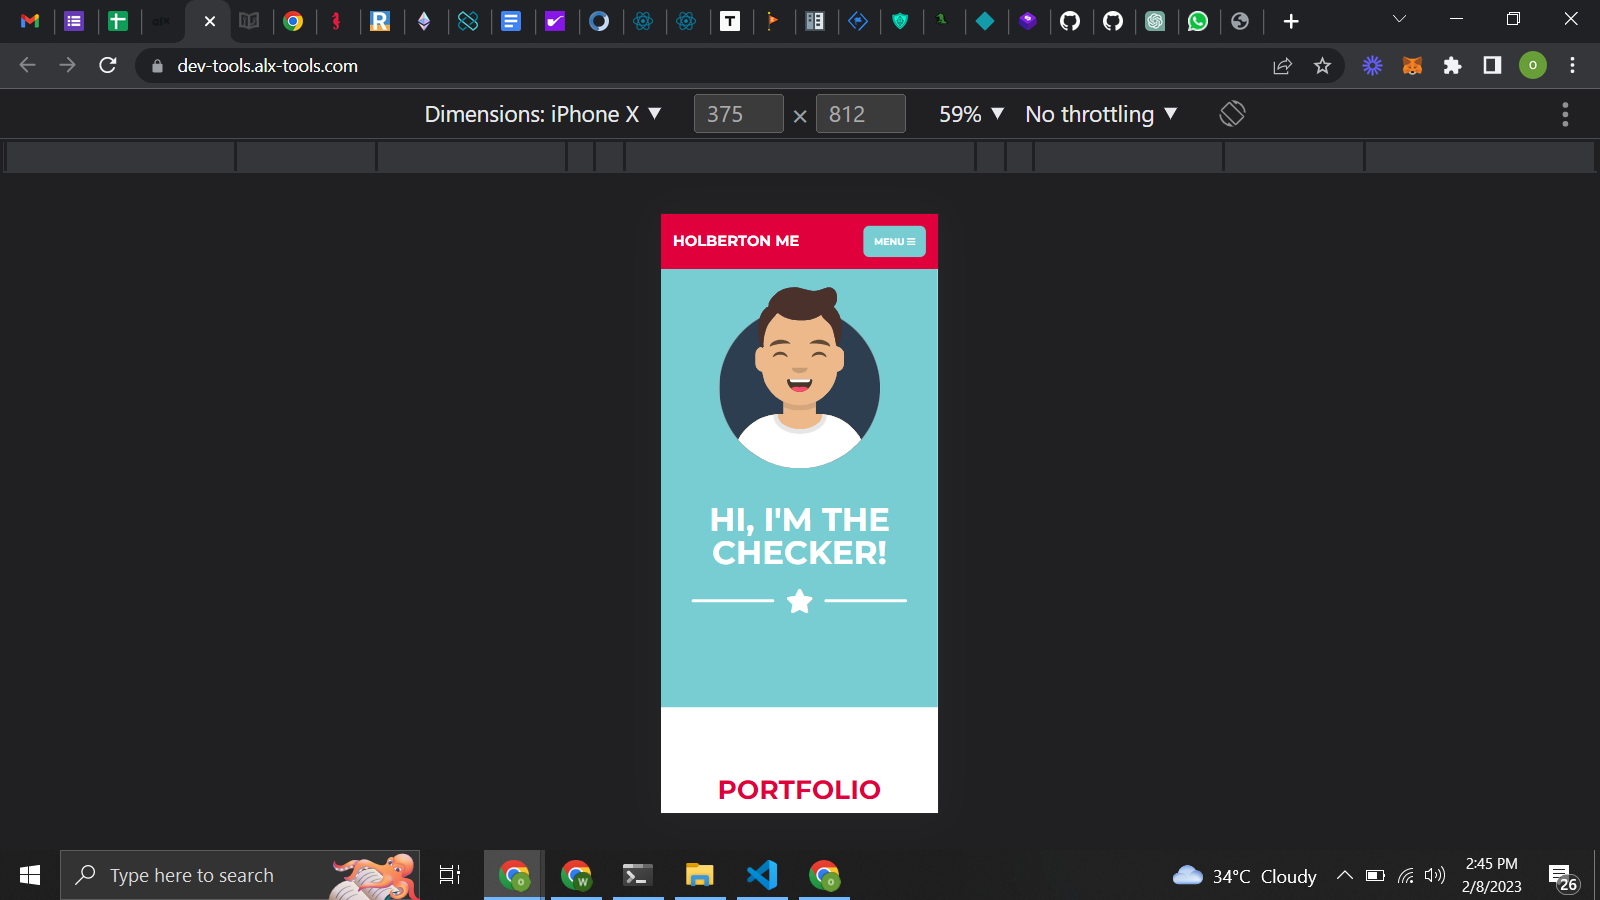 alx
dev-tools.alx-tools.com
O
Dimensions: iPhone X ▼ 375 × 812 59% ▼ No throttling ▼
HOLBERTON ME
MENU ☰
HI, I'M THE
CHECKER!
PORTFOLIO
Type here to search
34°C Cloudy
2:45 PM
2/8/2023
26